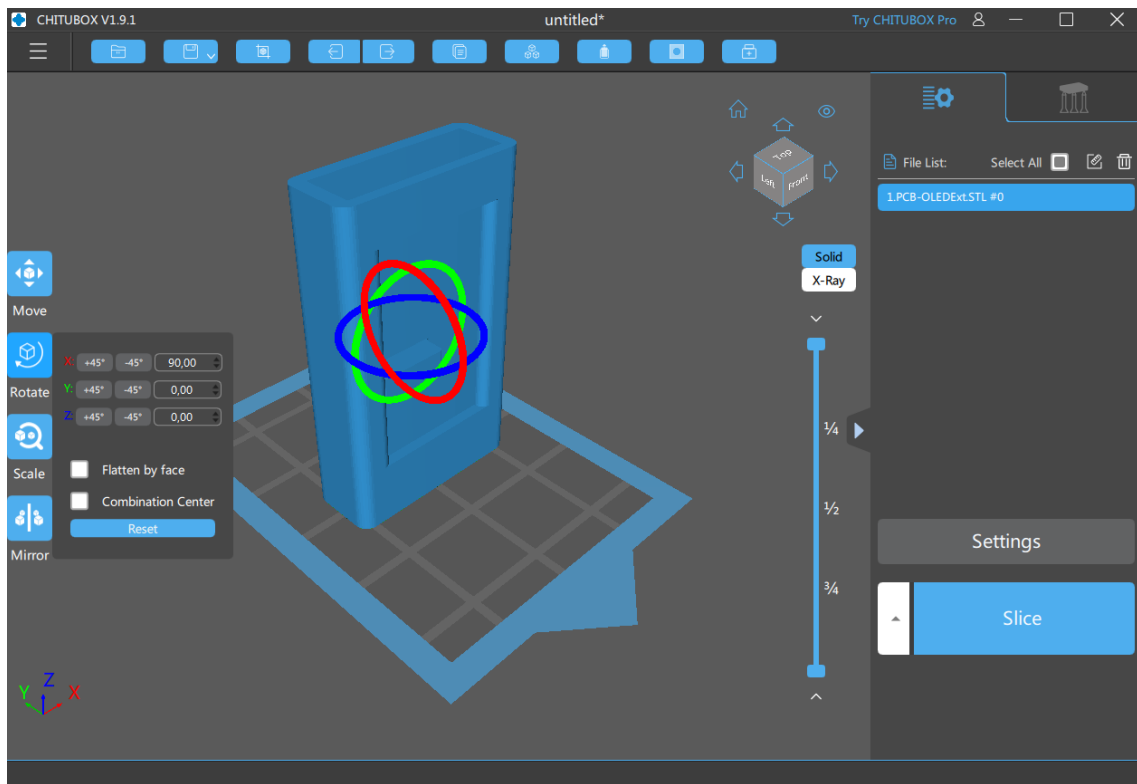 CHITUBOX V1.9.1
untitled*
Try CHITUBOX Pro
File List:
Select All
1.PCB-OLEDExt.STL #0
Top
Left
Front
Solid
X-Ray
Move
Rotate
X: +45° -45° 90,00
Y: +45° -45° 0,00
Z: +45° -45° 0,00
Scale
Flatten by face
Combination Center
Reset
Mirror
¼
½
¾
Settings
Slice
Z
Y
X